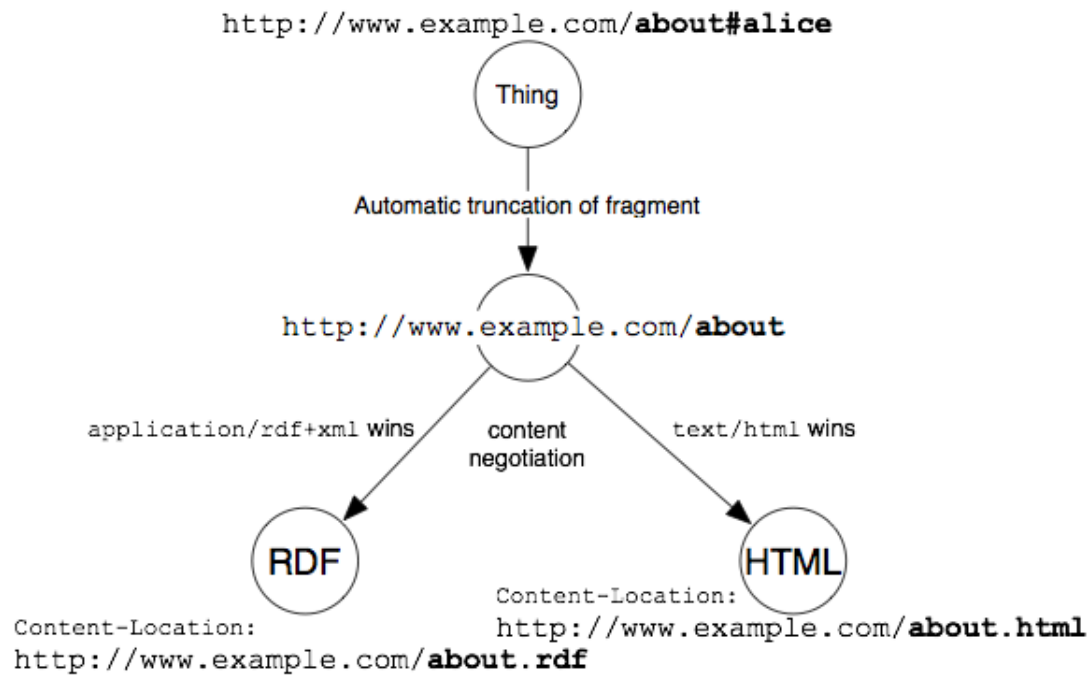 http://www.example.com/about#alice
Thing
Automatic truncation of fragment
http://www.example.com/about
application/rdf+xml wins
content
negotiation
text/html wins
RDF
HTML
Content-Location:
http://www.example.com/about.rdf
Content-Location:
http://www.example.com/about.html